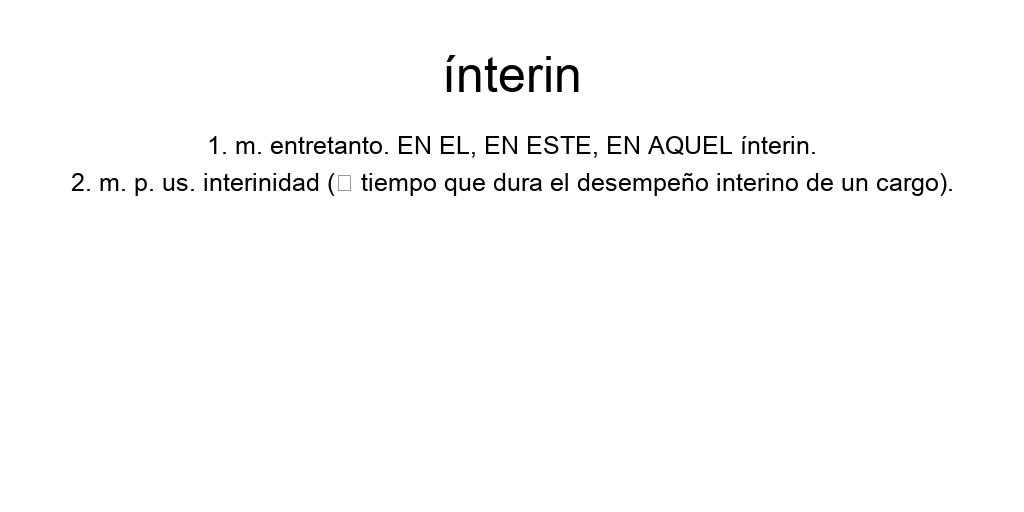 ínterin
1. m. entretanto. EN EL, EN ESTE, EN AQUEL ínterin.
2. m. p. us. interinidad (□ tiempo que dura el desempeño interino de un cargo).